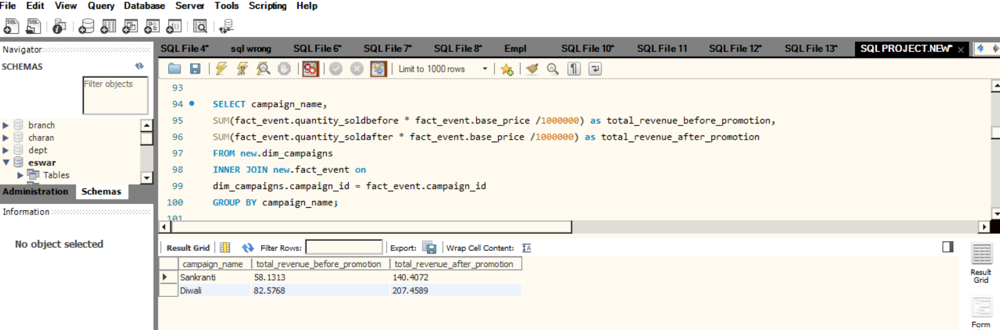 File Edit View Query Database Server Tools Scripting Help
Navigator
SCHEMAS
Filter objects
branch
charan
dept
eswar
Tables
Administration Schemas
Information
No object selected
SQL File 4* sql wrong SQL File 6* SQL File 7* SQL File 8* Empl SQL File 10* SQL File 11 SQL File 12* SQL File 13* SQL PROJECT.NEW*
Limit to 1000 rows
93
94 SELECT campaign_name,
95 SUM(fact_event.quantity_soldbefore * fact_event.base_price /1000000) as total_revenue_before_promotion,
96 SUM(fact_event.quantity_soldafter * fact_event.base_price /1000000) as total_revenue_after_promotion
97 FROM new.dim_campaigns
98 INNER JOIN new.fact_event on
99 dim_campaigns.campaign_id = fact_event.campaign_id
100 GROUP BY campaign_name;
101
Result Grid Filter Rows: Export: Wrap Cell Content:
campaign_name total_revenue_before_promotion total_revenue_after_promotion
Sankranti 58.1313 140.4072
Diwali 82.5768 207.4589
Result
Grid
Form